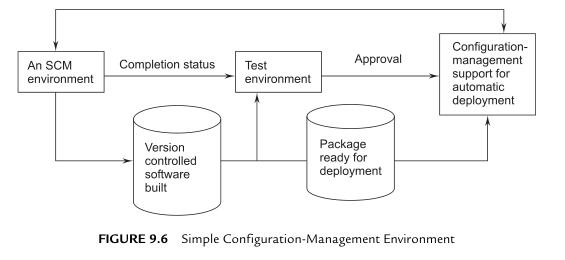 An SCM
environment
Completion status
Test
environment
Approval
Configuration-
management
support for
automatic
deployment
Version
controlled
software
built
Package
ready for
deployment
FIGURE 9.6 Simple Configuration-Management Environment